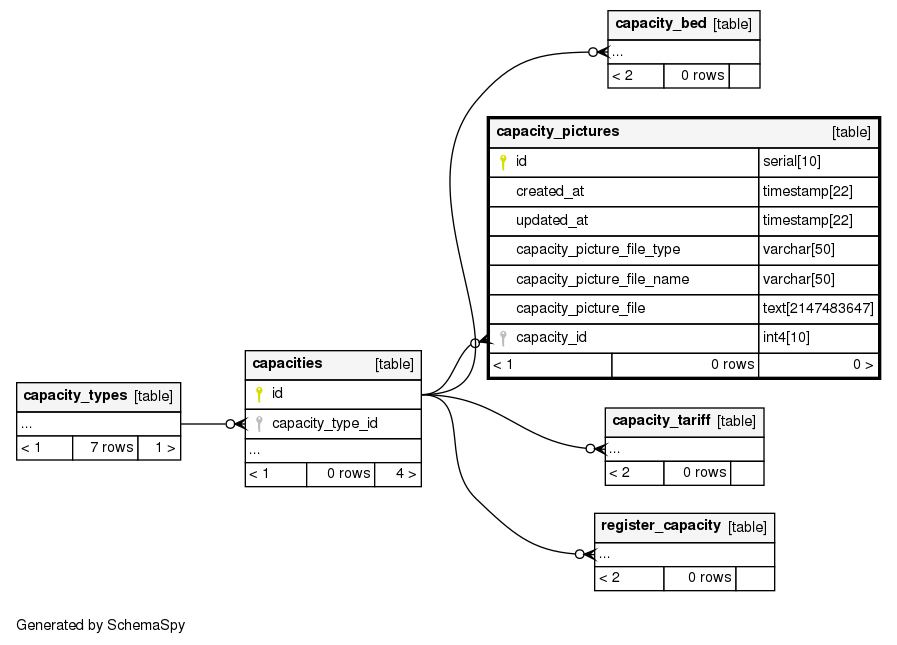 capacity_bed [table]
...
< 2 0 rows
capacity_pictures [table]
id serial[10]
created_at timestamp[22]
updated_at timestamp[22]
capacity_picture_file_type varchar[50]
capacity_picture_file_name varchar[50]
capacity_picture_file text[2147483647]
capacity_id int4[10]
< 1 0 rows 0 >
capacities [table]
id
capacity_type_id
...
< 1 0 rows 4 >
capacity_types [table]
...
< 1 7 rows 1 >
capacity_tariff [table]
...
< 2 0 rows
register_capacity [table]
...
< 2 0 rows
Generated by SchemaSpy